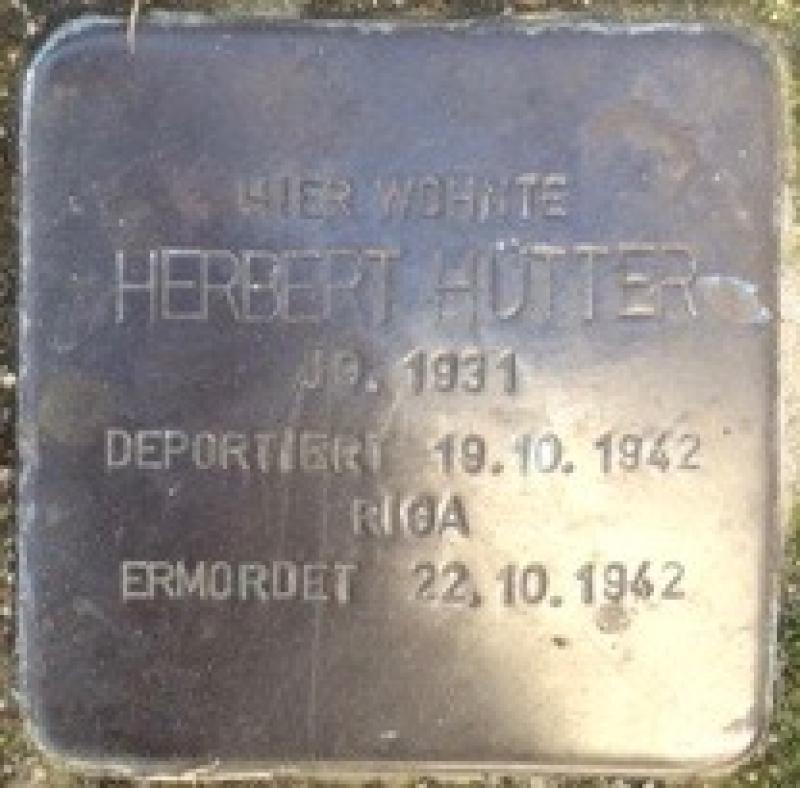 HIER WOHNTE
HERBERT HÜTTER
JG. 1931
DEPORTIERT 19.10.1942
RIGA
ERMORDET 22.10.1942